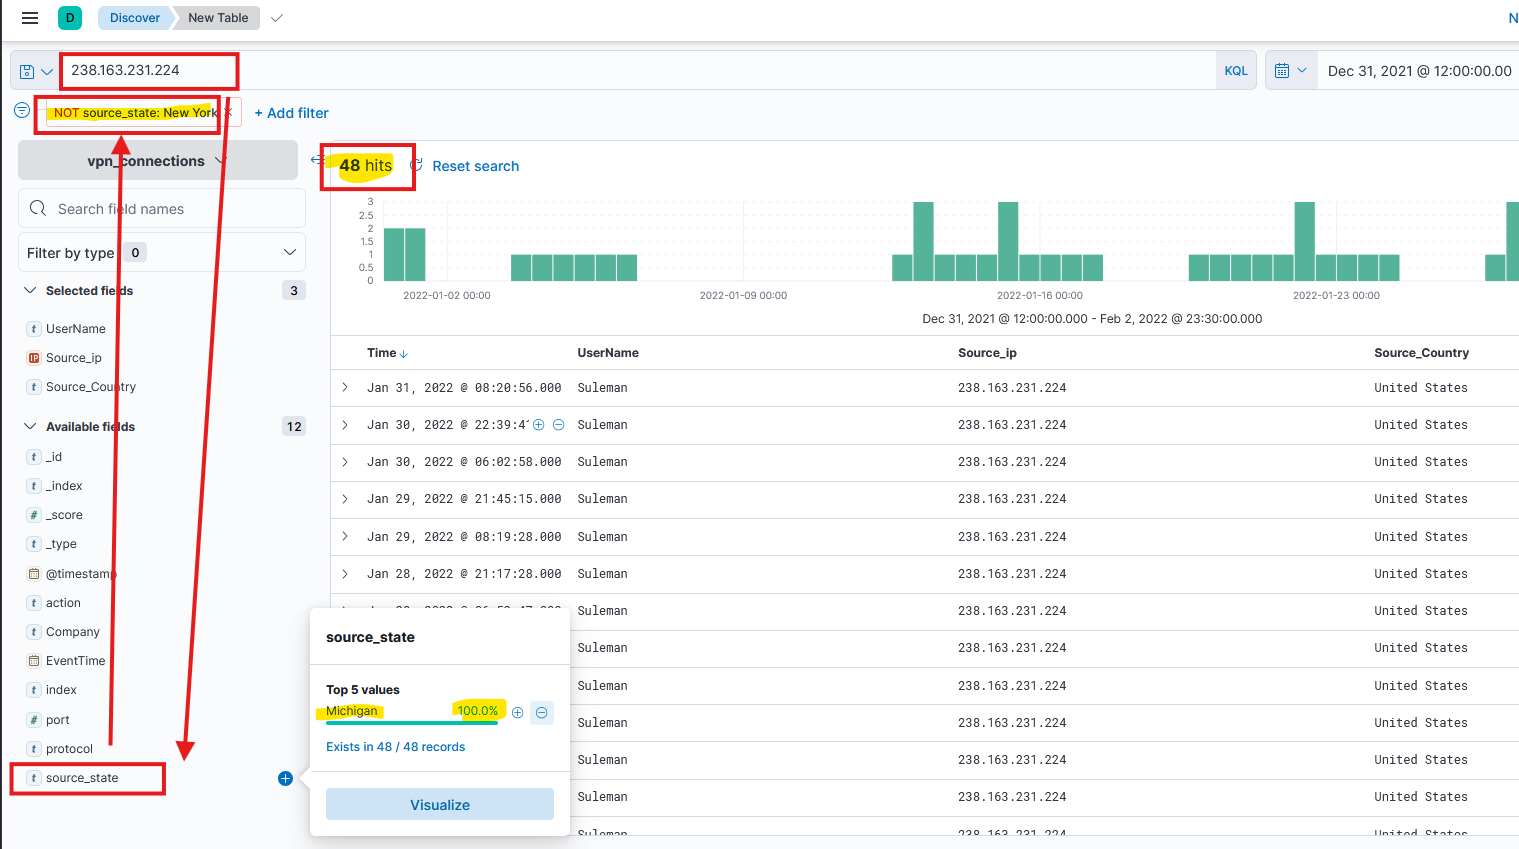 D
Discover
New Table
N
238.163.231.224
KQL
Dec 31, 2021 @ 12:00:00.00
NOT source_state: New York
+ Add filter
vpn_connections
48 hits
Reset search
Search field names
Filter by type 0
Selected fields 3
t UserName
IP Source_ip
t Source_Country
Available fields 12
t _id
t _index
# _score
t _type
@timestamp
t action
t Company
EventTime
t index
# port
t protocol
t source_state
3
2.5
2
1.5
1
0.5
0
2022-01-02 00:00
2022-01-09 00:00
2022-01-16 00:00
2022-01-23 00:00
Dec 31, 2021 @ 12:00:00.000 - Feb 2, 2022 @ 23:30:00.000
Time UserName Source_ip Source_Country
Jan 31, 2022 @ 08:20:56.000 Suleman 238.163.231.224 United States
Jan 30, 2022 @ 22:39:4 Suleman 238.163.231.224 United States
Jan 30, 2022 @ 06:02:58.000 Suleman 238.163.231.224 United States
Jan 29, 2022 @ 21:45:15.000 Suleman 238.163.231.224 United States
Jan 29, 2022 @ 08:19:28.000 Suleman 238.163.231.224 United States
Jan 28, 2022 @ 21:17:28.000 Suleman 238.163.231.224 United States
Suleman 238.163.231.224 United States
Suleman 238.163.231.224 United States
Suleman 238.163.231.224 United States
Suleman 238.163.231.224 United States
Suleman 238.163.231.224 United States
Suleman 238.163.231.224 United States
Suleman 238.163.231.224 United States
source_state
Top 5 values
Michigan 100.0%
Exists in 48 / 48 records
Visualize